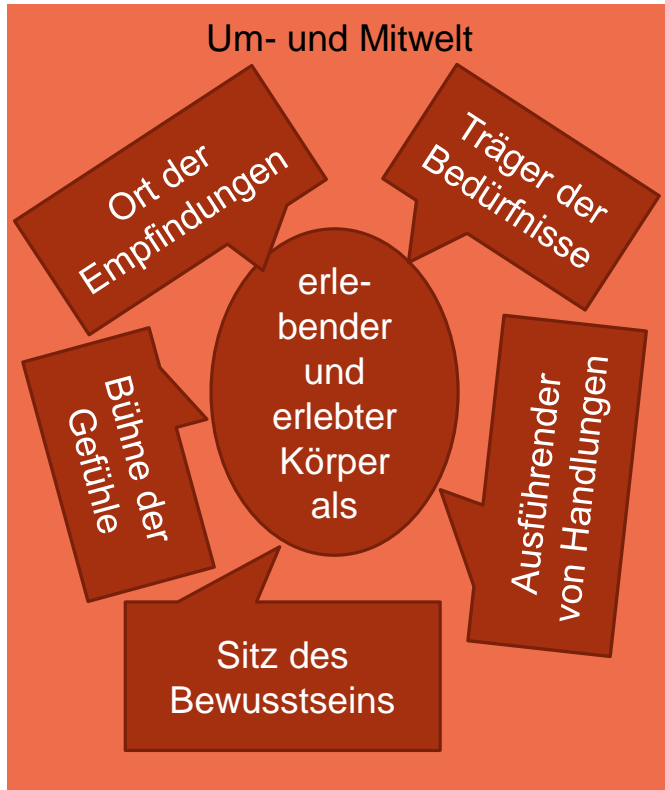 Um- und Mitwelt
Ort der
Empfindungen
Träger der
Bedürfnisse
erle-
bender
und
erlebter
Körper
als
Bühne der
Gefühle
Ausführender
von Handlungen
Sitz des
Bewusstseins